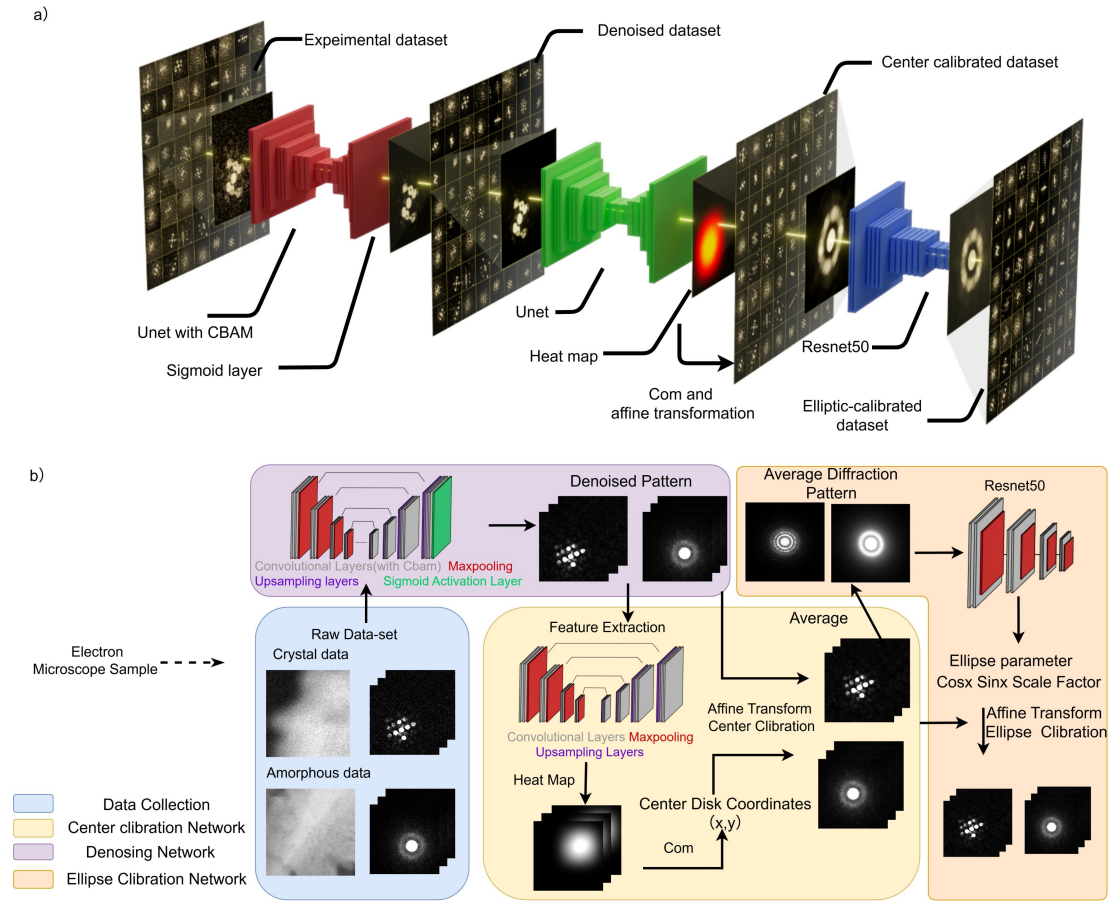 a)
Expeimental dataset
Denoised dataset
Center calibrated dataset
Unet with CBAM
Sigmoid layer
Unet
Heat map
Com and
affine transformation
Resnet50
Elliptic-calibrated
dataset
b)
Denoised Pattern
Convolutional Layers(with Cbam) Maxpooling
Upsampling layers Sigmoid Activation Layer
Average Diffraction
Pattern
Resnet50
Electron
Microscope Sample
Raw Data-set
Crystal data
Amorphous data
Feature Extraction
Convolutional Layers Maxpooling
Upsampling Layers
Heat Map
Com
Center Disk Coordinates
(x,y)
Affine Transform
Center Clibration
Average
Ellipse parameter
Cosx Sinx Scale Factor
Affine Transform
Ellipse Clibration
Data Collection
Center clibration Network
Denosing Network
Ellipse Clibration Network